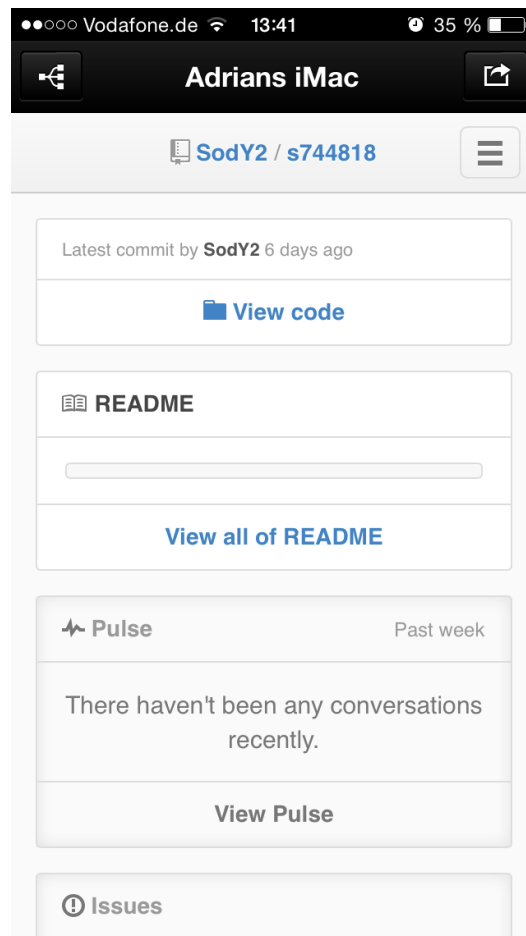 Vodafone.de 13:41 35 %
Adrians iMac
SodY2 / s744818
Latest commit by SodY2 6 days ago
View code
README
View all of README
Pulse Past week
There haven't been any conversations
recently.
View Pulse
Issues